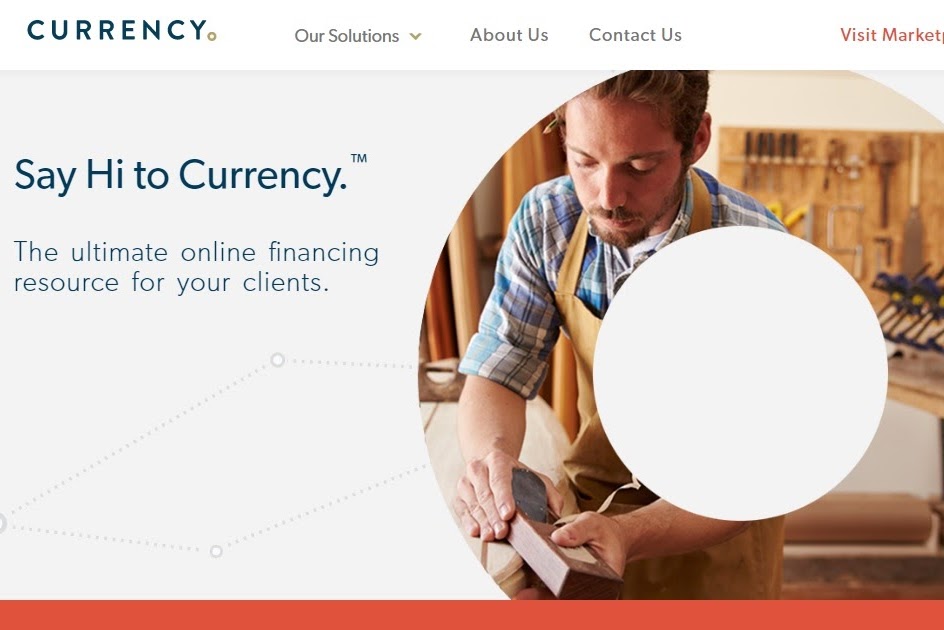 CURRENCY.
Our Solutions
About Us
Contact Us
Visit Marketp
Say Hi to Currency.™
The ultimate online financing
resource for your clients.